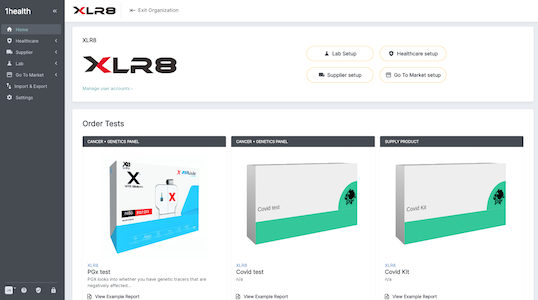 1health
«
XLR8
← Exit Organization
Home
Healthcare
Supplier
Lab
Go To Market
Import & Export
Settings
XLR8
XLR8
Manage user accounts ›
Lab Setup
Healthcare setup
Supplier setup
Go To Market setup
Order Tests
CANCER + GENETICS PANEL
CANCER + GENETICS PANEL
SUPPLY PRODUCT
X
X
Covid test
Covid Kit
XLR8
PGx test
PGX looks into whether you have genetic tracers that are
negatively affected...
View Example Report
XLR8
Covid test
n/a
View Example Report
XLR8
Covid Kit
n/a
View Example Report